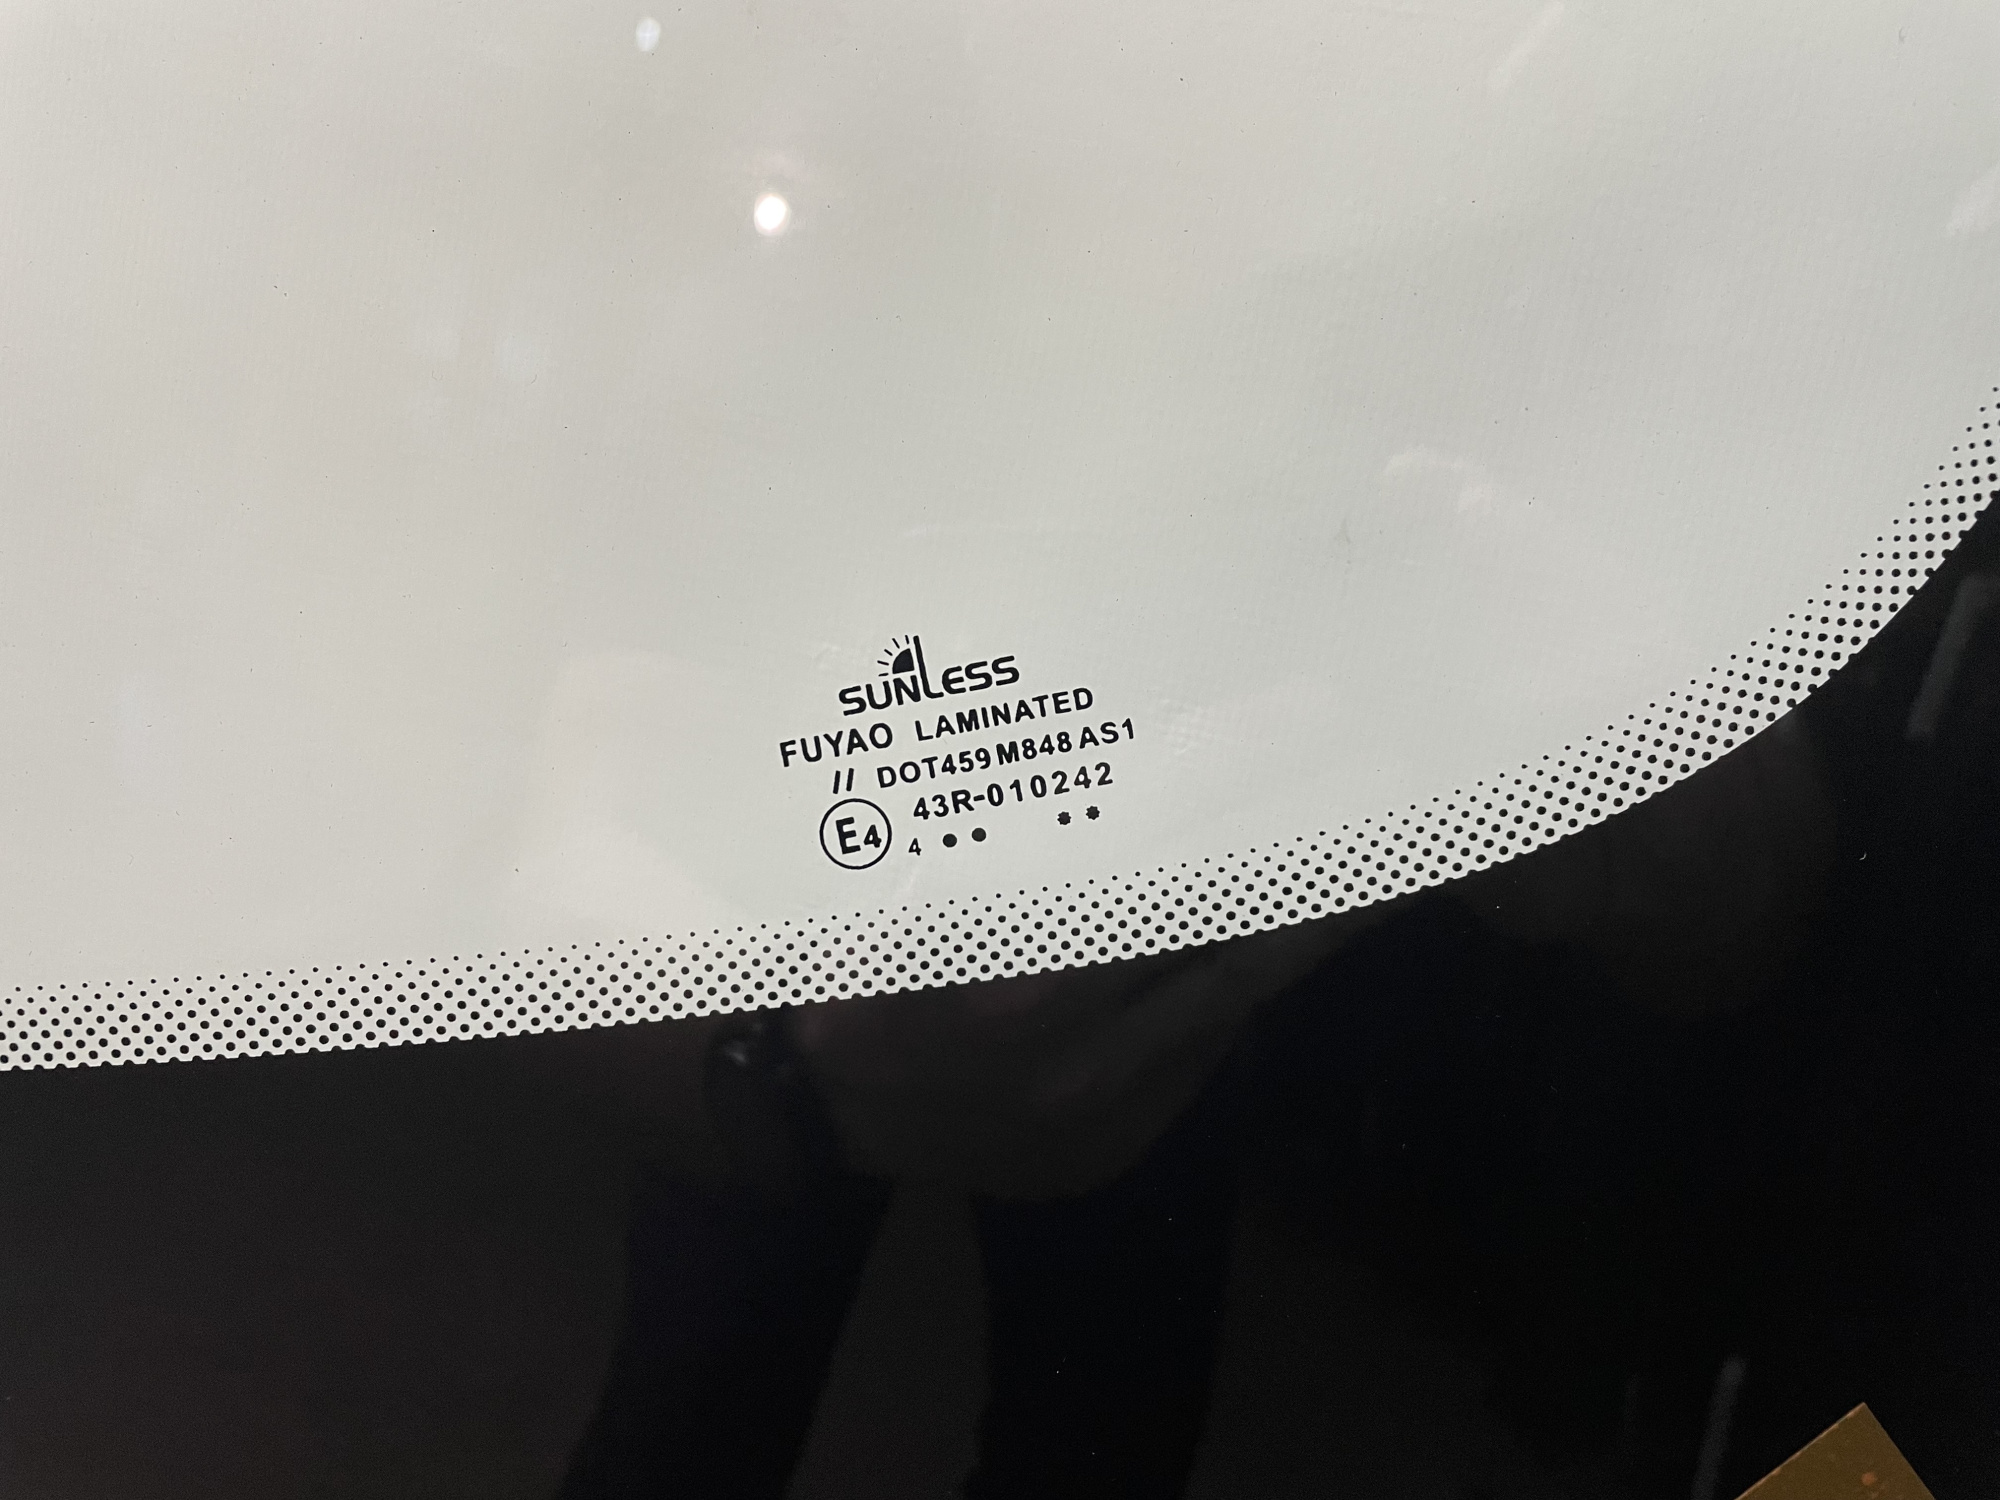 SUNLESS
FUYAO LAMINATED
// DOT459 M848 AS1
E4 43R-010242
4 ●● **